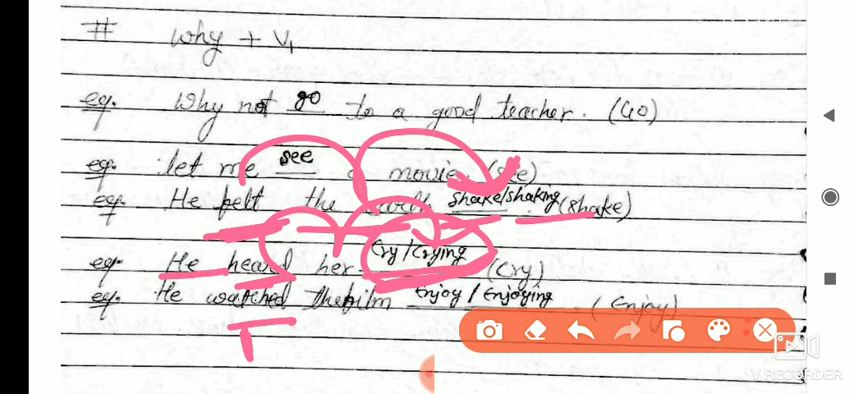 # Why + V1
eg. Why not go to a good teacher. (Go)
eg. let me see a movie. (see)
eg. He felt the earth shake/shaking (shake)
eg. He heard her cry/crying (cry)
eg. He watched the film Enjoy / Enjoying. (Enjoy)
V RECORDER